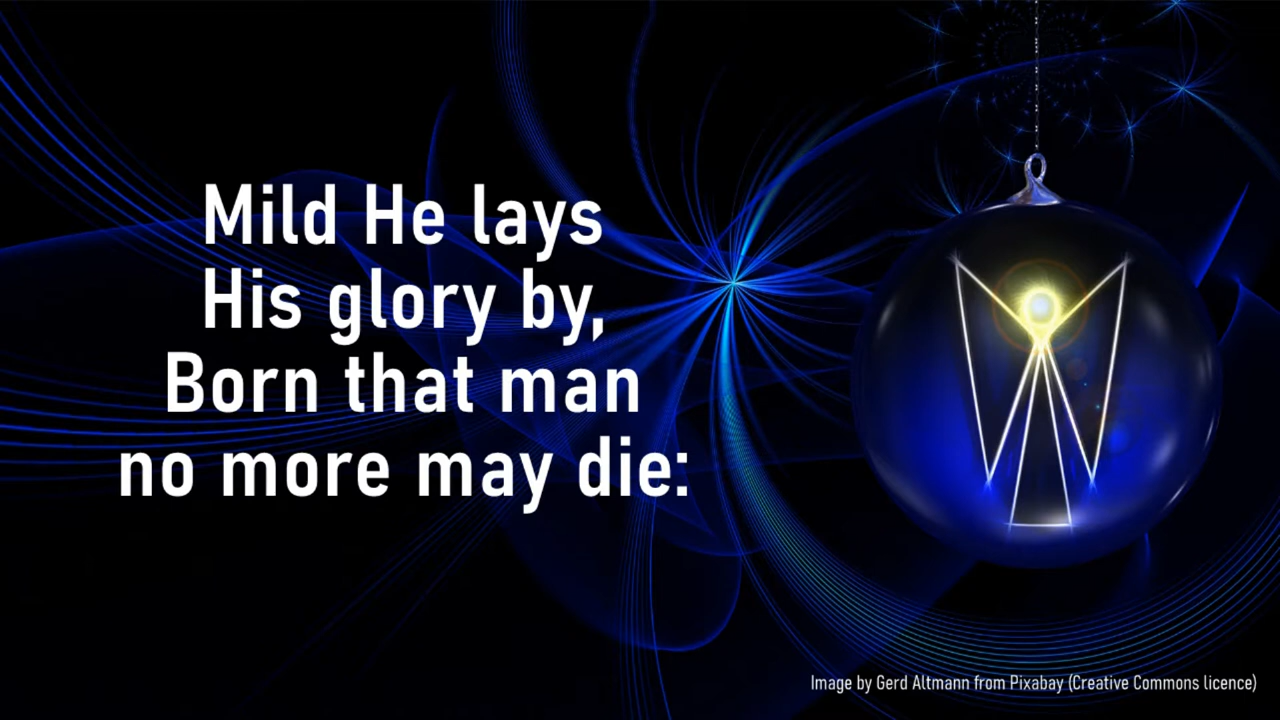 Mild He lays
His glory by,
Born that man
no more may die:
Image by Gerd Altmann from Pixabay (Creative Commons licence)